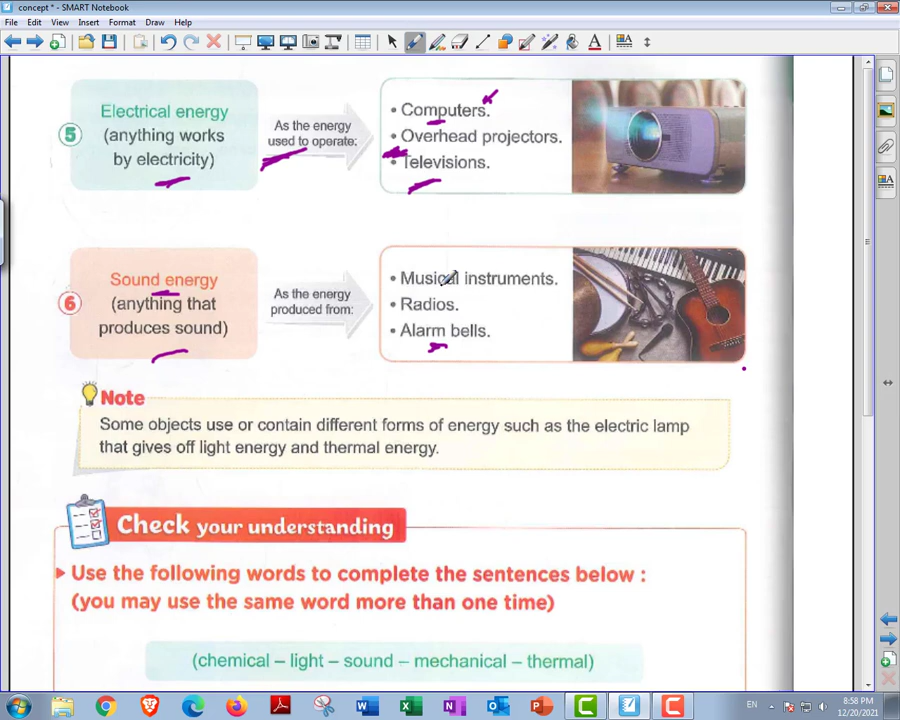 concept * - SMART Notebook
File Edit View Insert Format Draw Help
5
Electrical energy
(anything works
by electricity)
As the energy
used to operate:
• Computers.
• Overhead projectors.
• Televisions.
6
Sound energy
(anything that
produces sound)
As the energy
produced from:
• Musical instruments.
• Radios.
• Alarm bells.
Note
Some objects use or contain different forms of energy such as the electric lamp
that gives off light energy and thermal energy.
Check your understanding
Use the following words to complete the sentences below :
(you may use the same word more than one time)
(chemical – light – sound – mechanical – thermal)
EN
8:58 PM
12/20/2021